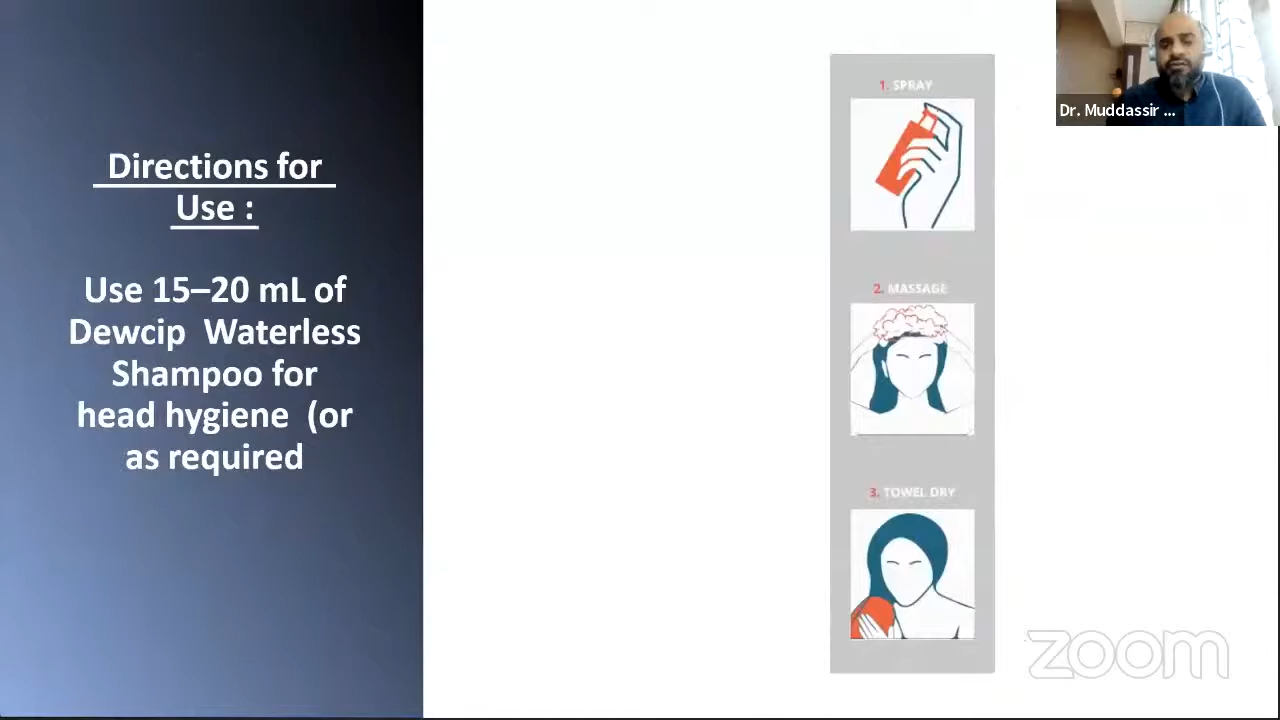 Directions for
Use :
Use 15–20 mL of
Dewcip Waterless
Shampoo for
head hygiene (or
as required
1. SPRAY
2. MASSAGE
3. TOWEL DRY
Dr. Muddassir ...
zoom